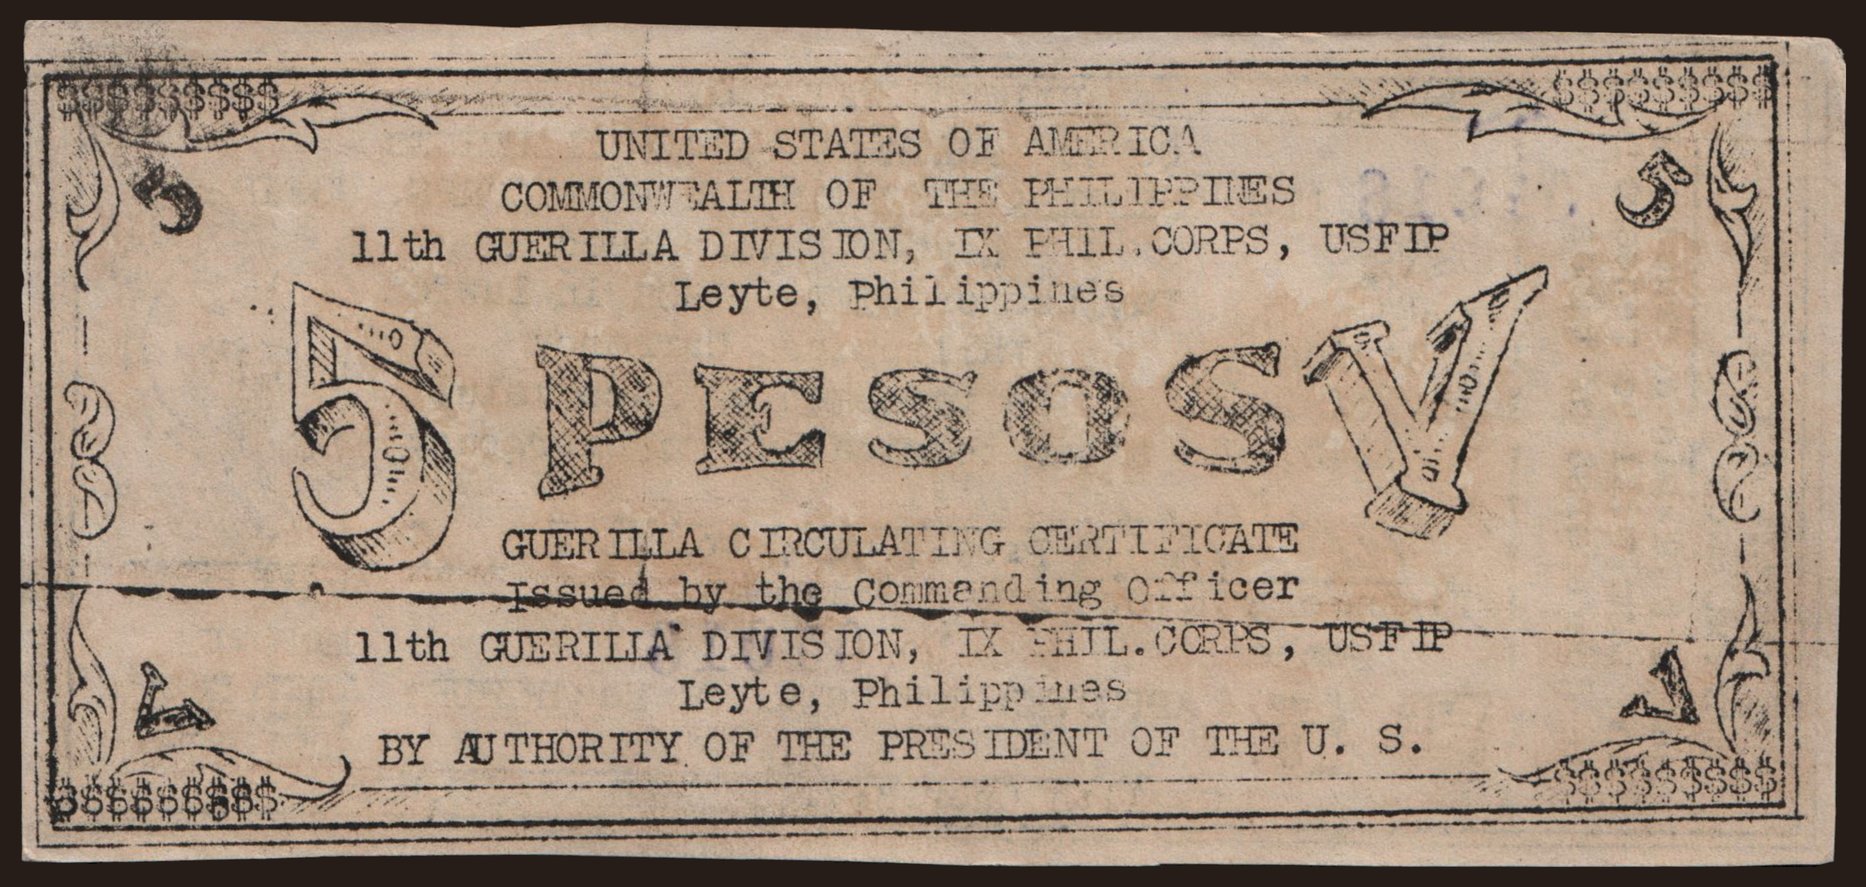 $$$$$$$$$ $$$$$$$$$
UNITED STATES OF AMERICA
5 5
COMMONWEALTH OF THE PHILIPPINES
11th GUERILLA DIVISION, IX PHIL.CORPS, USFIP
Leyte, Philippines
5 PESOS V
GUERILLA CIRCULATING CERTIFICATE
Issued by the Commanding Officer
11th GUERILLA DIVISION, IX PHIL.CORPS, USFIP
Leyte, Philippines
V V
BY AUTHORITY OF THE PRESIDENT OF THE U. S.
$$$$$$$$$ $$$$$$$$$